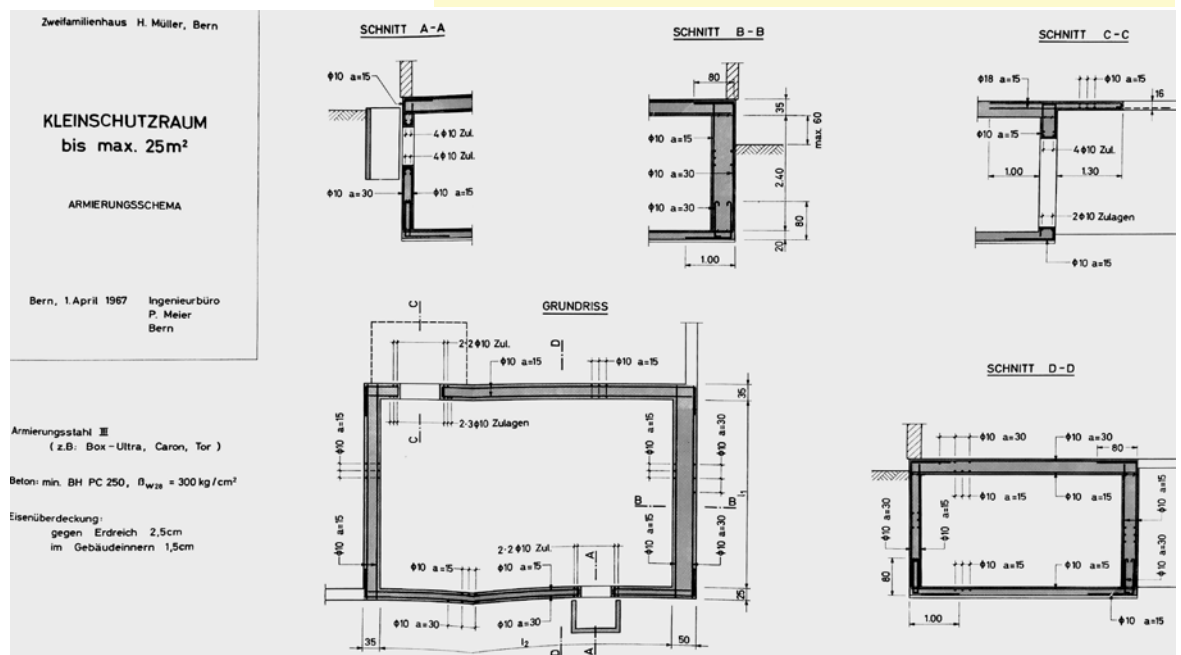 Zweifamilienhaus H. Müller, Bern
KLEINSCHUTZRAUM
bis max. 25m²
ARMIERUNGSSCHEMA
Bern, 1. April 1967 Ingenieurbüro
P. Meier
Bern
Armierungsstahl III
(z.B: Box-Ultra, Caron, Tor )
Beton: min. BH PC 250, βw28 = 300 kg/cm²
Eisenüberdeckung:
gegen Erdreich 2,5cm
im Gebäudeinnern 1,5cm
SCHNITT A-A
ϕ10 a=15
4ϕ10 Zul.
4ϕ10 Zul.
ϕ10 a=30
ϕ10 a=15
SCHNITT B-B
80
35
max. 60
ϕ10 a=15
ϕ10 a=30
2.40
ϕ10 a=30
80
20
1.00
SCHNITT C-C
ϕ18 a=15
ϕ10 a=15
16
ϕ10 a=15
4ϕ10 Zul.
1.00
1.30
2ϕ10 Zulagen
ϕ10 a=15
GRUNDRISS
C
D
2·2ϕ10 Zul.
ϕ10 a=15
ϕ10 a=15
35
2·3ϕ10 Zulagen
C
ϕ10 a=15
ϕ10 a=30
ϕ10 a=15
ϕ10 a=15
ϕ10 a=30
l1
B
B
ϕ10 a=15
ϕ10 a=15
ϕ10 a=30
2·2ϕ10 Zul.
A
ϕ10 a=15
ϕ10 a=15
25
ϕ10 a=30
ϕ10 a=30
35
l2
50
D
A
SCHNITT D-D
ϕ10 a=30
ϕ10 a=30
80
ϕ10 a=30
ϕ10 a=15
ϕ10 a=15
ϕ10 a=15
ϕ10 a=15
ϕ10 a=30
80
ϕ10 a=15
ϕ10 a=15
1.00
ϕ10 a=15